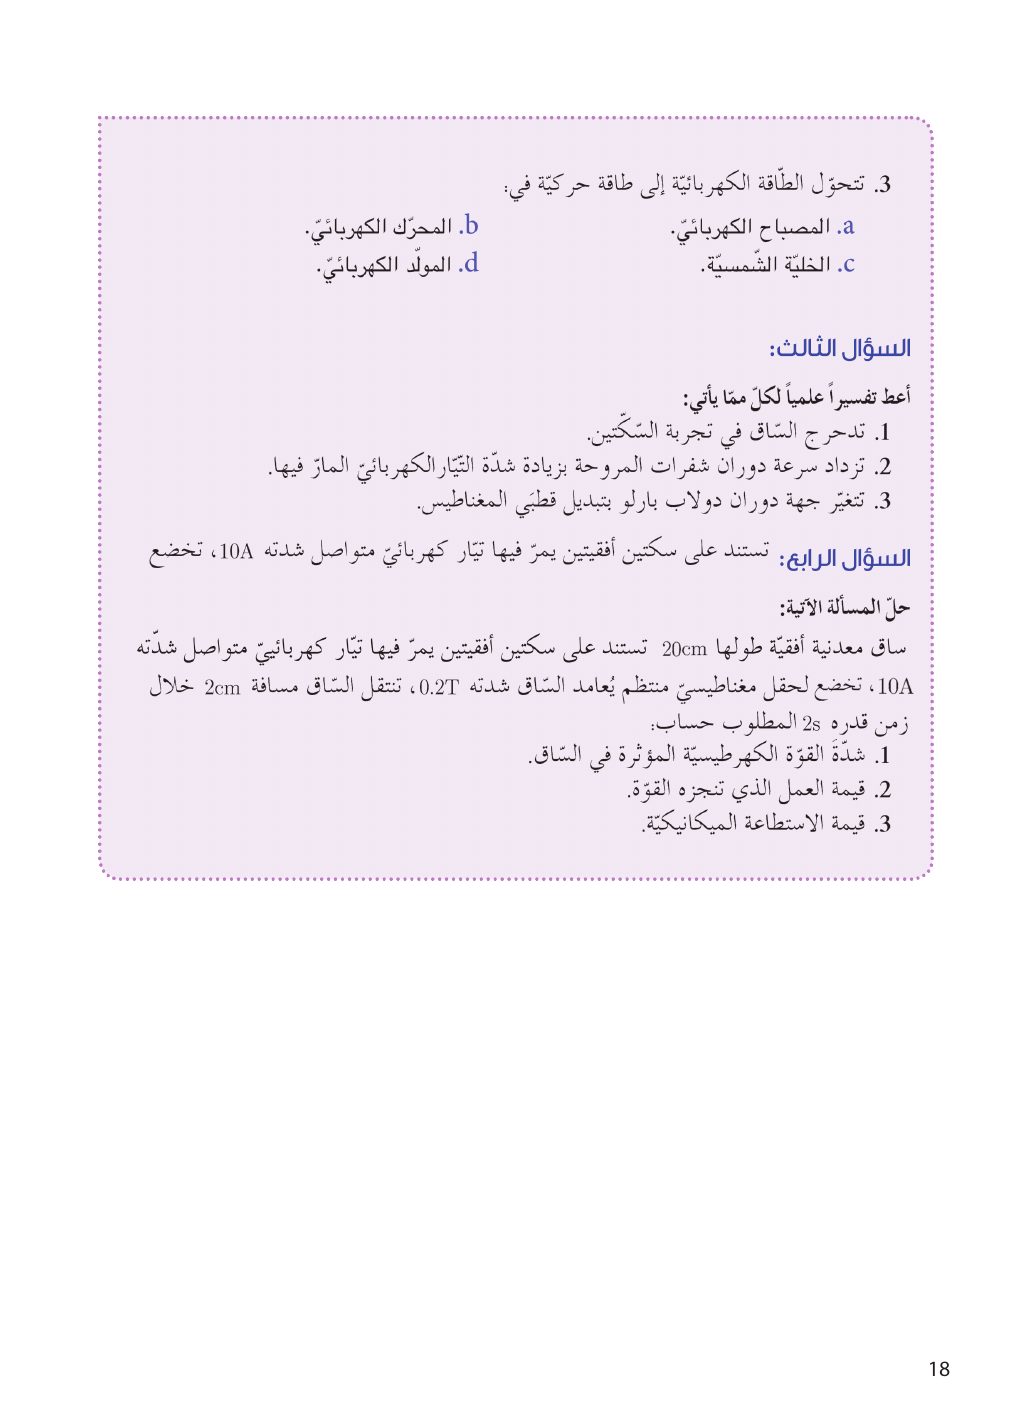 3. تتحوّل الطّاقة الكهربائيّة إلى طاقة حركيّة في:
a. المصباح الكهربائيّ. b. المحرّك الكهربائيّ.
c. الخليّة الشّمسيّة. d. المولّد الكهربائيّ.
السؤال الثالث:
أعط تفسيراً علمياً لكلّ ممّا يأتي:
1. تدحرج السّاق في تجربة السّكّتين.
2. تزداد سرعة دوران شفرات المروحة بزيادة شدّة التّيّارالكهربائيّ المارّ فيها.
3. تتغيّر جهة دوران دولاب بارلو بتبديل قطبَي المغناطيس.
السؤال الرابع: تستند على سكتين أفقيتين يمرّ فيها تيّار كهربائيّ متواصل شدته 10A، تخضع
حلّ المسألة الآتية:
ساق معدنية أفقيّة طولها 20cm تستند على سكتين أفقيتين يمرّ فيها تيّار كهربائييّ متواصل شدّته
10A، تخضع لحقل مغناطيسيّ منتظم يُعامد السّاق شدته 0.2T، تنتقل السّاق مسافة 2cm خلال
زمن قدره 2s المطلوب حساب:
1. شدّةَ القوّة الكهرطيسيّة المؤثرة في السّاق.
2. قيمة العمل الذي تنجزه القوّة.
3. قيمة الاستطاعة الميكانيكيّة.
18